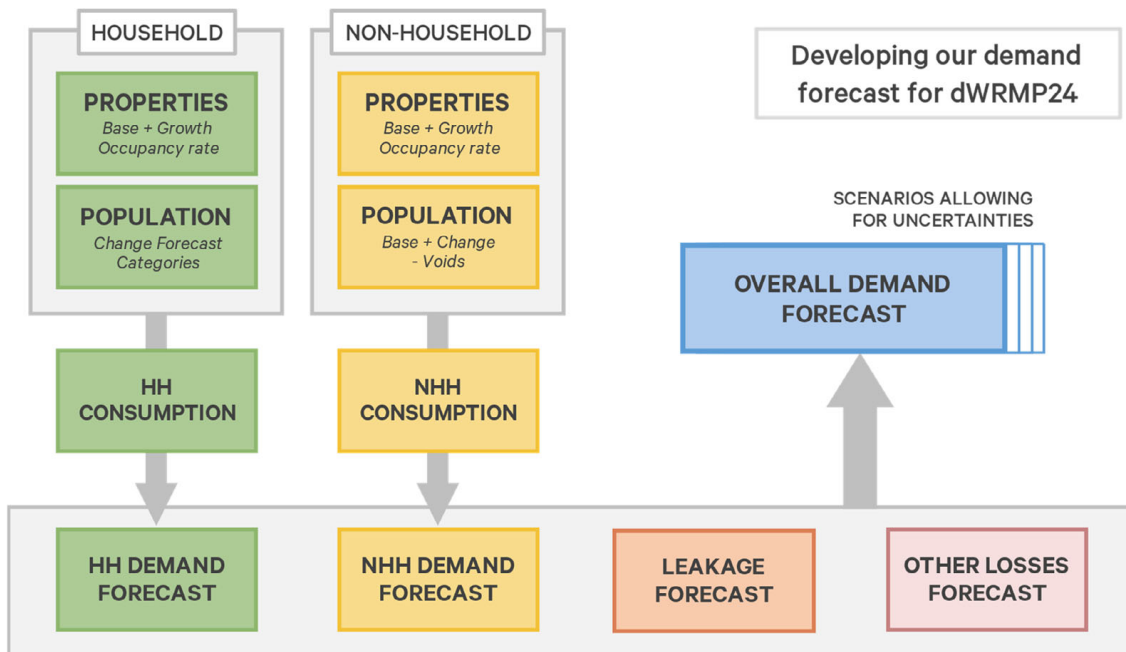 HOUSEHOLD
PROPERTIES
Base + Growth
Occupancy rate
POPULATION
Change Forecast
Categories
HH
CONSUMPTION
HH DEMAND
FORECAST
NON-HOUSEHOLD
PROPERTIES
Base + Growth
Occupancy rate
POPULATION
Base + Change
- Voids
NHH
CONSUMPTION
NHH DEMAND
FORECAST
LEAKAGE
FORECAST
OTHER LOSSES
FORECAST
Developing our demand
forecast for dWRMP24
SCENARIOS ALLOWING
FOR UNCERTAINTIES
OVERALL DEMAND
FORECAST